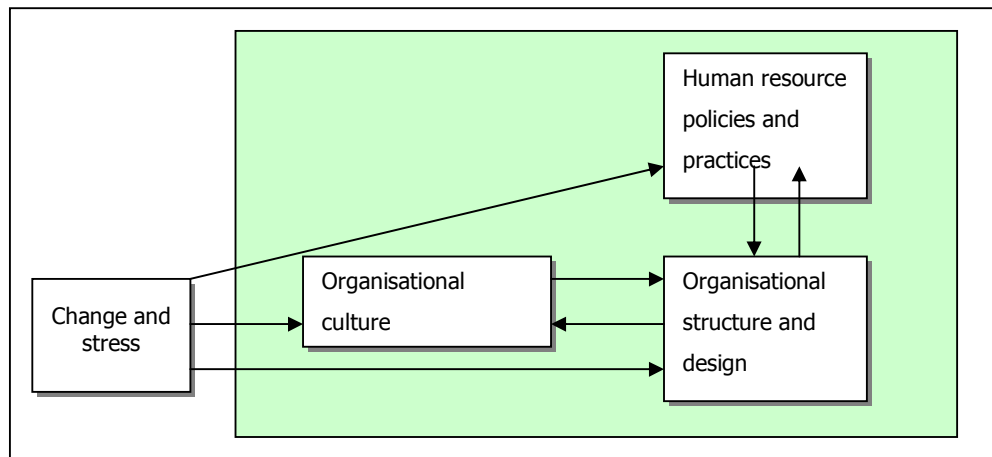 Human resource
policies and
practices
Organisational
culture
Organisational
structure and
design
Change and
stress